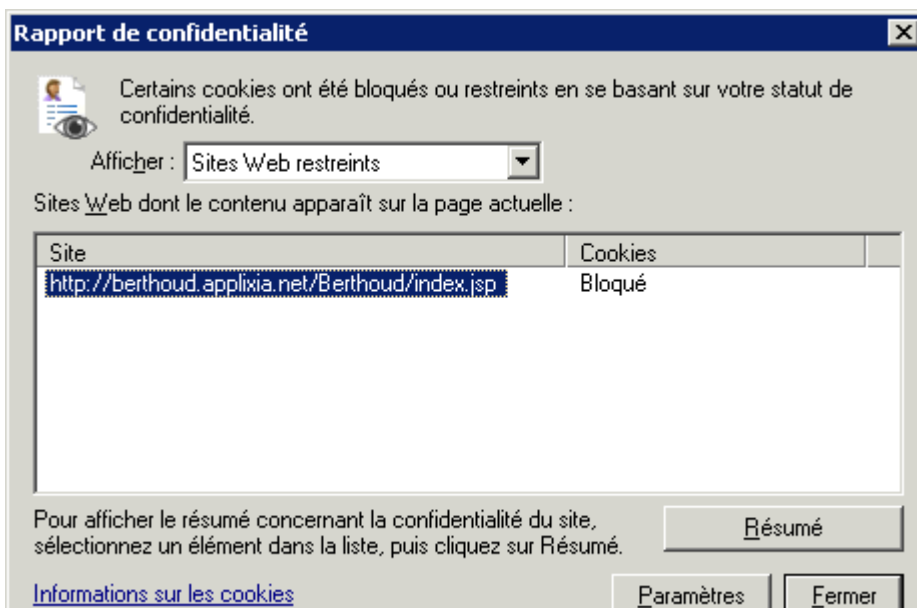 Rapport de confidentialité
Certains cookies ont été bloqués ou restreints en se basant sur votre statut de
confidentialité.
Afficher : Sites Web restreints
Sites Web dont le contenu apparaît sur la page actuelle :
Site Cookies
http://berthoud.applixia.net/Berthoud/index.jsp Bloqué
Pour afficher le résumé concernant la confidentialité du site,
sélectionnez un élément dans la liste, puis cliquez sur Résumé.
Résumé
Informations sur les cookies Paramètres Fermer